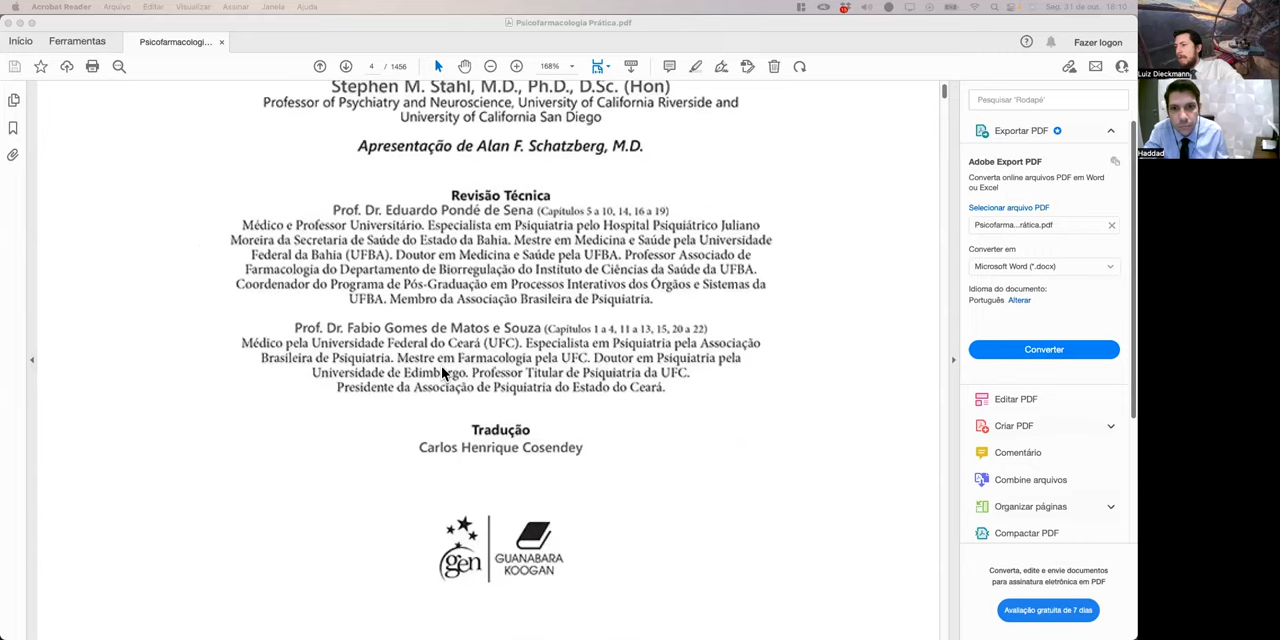 Acrobat Reader Arquivo Editar Visualizar Assinar Janela Ajuda
Seg. 31 de out. 18:10
Psicofarmacologia Prática.pdf
Início Ferramentas Psicofarmacologi... × Fazer logon
4 / 1456 168%
Stephen M. Stahl, M.D., Ph.D., D.Sc. (Hon)
Professor of Psychiatry and Neuroscience, University of California Riverside and
University of California San Diego
Apresentação de Alan F. Schatzberg, M.D.
Revisão Técnica
Prof. Dr. Eduardo Pondé de Sena (Capítulos 5 a 10, 14, 16 a 19)
Médico e Professor Universitário. Especialista em Psiquiatria pelo Hospital Psiquiátrico Juliano
Moreira da Secretaria de Saúde do Estado da Bahia. Mestre em Medicina e Saúde pela Universidade
Federal da Bahia (UFBA). Doutor em Medicina e Saúde pela UFBA. Professor Associado de
Farmacologia do Departamento de Biorregulação do Instituto de Ciências da Saúde da UFBA.
Coordenador do Programa de Pós-Graduação em Processos Interativos dos Órgãos e Sistemas da
UFBA. Membro da Associação Brasileira de Psiquiatria.
Prof. Dr. Fabio Gomes de Matos e Souza (Capítulos 1 a 4, 11 a 13, 15, 20 a 22)
Médico pela Universidade Federal do Ceará (UFC). Especialista em Psiquiatria pela Associação
Brasileira de Psiquiatria. Mestre em Farmacologia pela UFC. Doutor em Psiquiatria pela
Universidade de Edimburgo. Professor Titular de Psiquiatria da UFC.
Presidente da Associação de Psiquiatria do Estado do Ceará.
Tradução
Carlos Henrique Cosendey
gen
GUANABARA
KOOGAN
Pesquisar 'Rodapé'
Exportar PDF
Adobe Export PDF
Converta online arquivos PDF em Word
ou Excel
Selecionar arquivo PDF
Psicofarma...rática.pdf
Converter em
Microsoft Word (*.docx)
Idioma do documento:
Português Alterar
Converter
Editar PDF
Criar PDF
Comentário
Combine arquivos
Organizar páginas
Compactar PDF
Converta, edite e envie documentos
para assinatura eletrônica em PDF
Avaliação gratuita de 7 dias
Luiz Dieckmann
Haddad